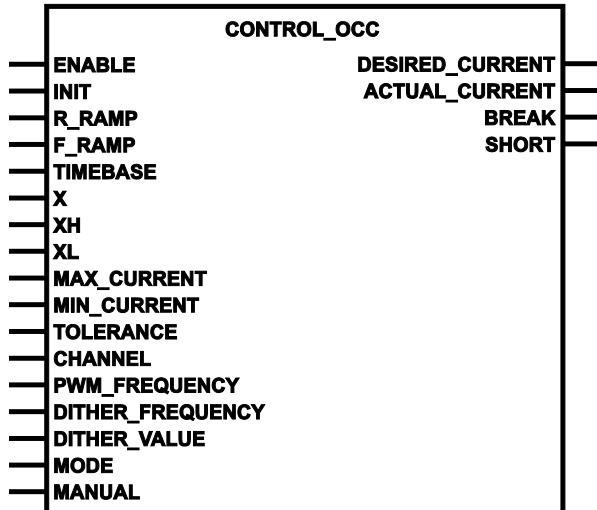 CONTROL_OCC
ENABLE DESIRED_CURRENT
INIT ACTUAL_CURRENT
R_RAMP BREAK
F_RAMP SHORT
TIMEBASE
X
XH
XL
MAX_CURRENT
MIN_CURRENT
TOLERANCE
CHANNEL
PWM_FREQUENCY
DITHER_FREQUENCY
DITHER_VALUE
MODE
MANUAL